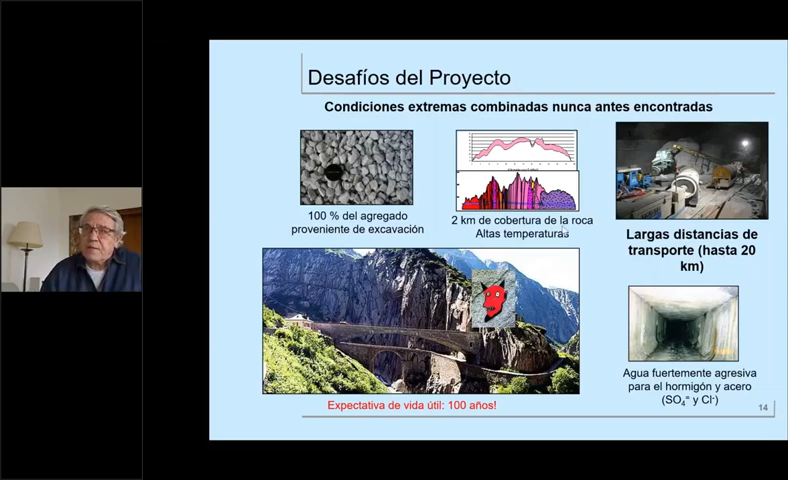 Desafíos del Proyecto
Condiciones extremas combinadas nunca antes encontradas
100 % del agregado
proveniente de excavación
2 km de cobertura de la roca
Altas temperaturas
Largas distancias de
transporte (hasta 20
km)
Agua fuertemente agresiva
para el hormigón y acero
(SO₄⁼ y Cl⁻)
Expectativa de vida útil: 100 años!
14